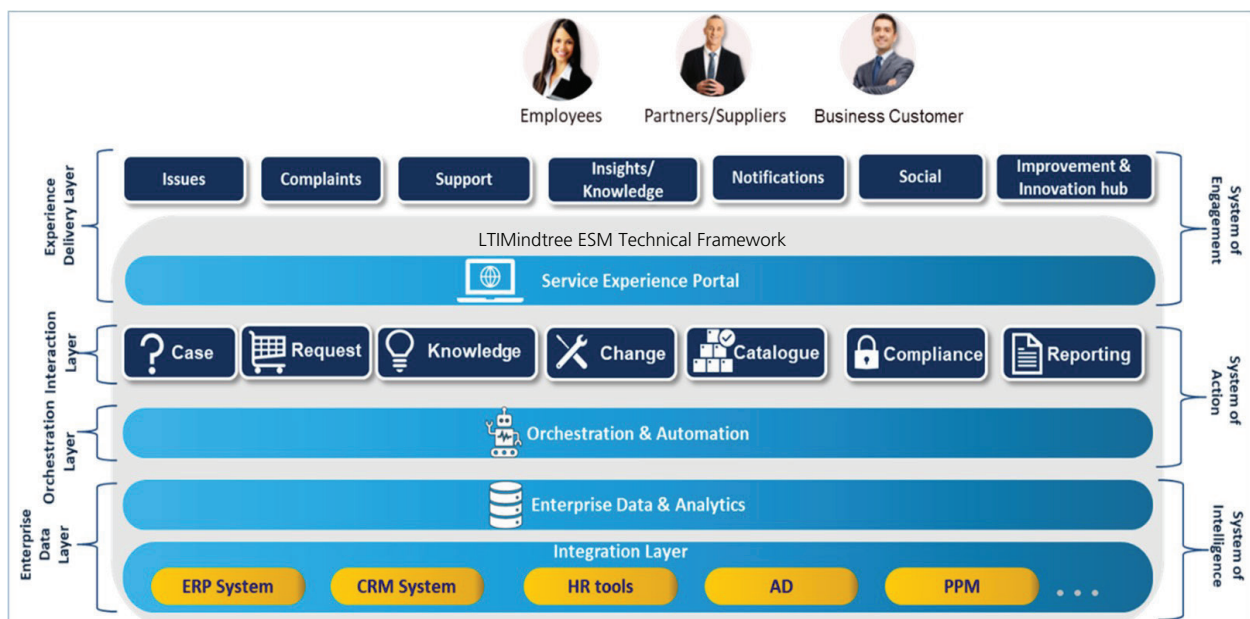 Employees
Partners/Suppliers
Business Customer
Experience
Delivery Layer
Issues
Complaints
Support
Insights/
Knowledge
Notifications
Social
Improvement &
Innovation hub
System of
Engagement
LTIMindtree ESM Technical Framework
Service Experience Portal
Interaction
Layer
Case
Request
Knowledge
Change
Catalogue
Compliance
Reporting
System of
Action
Orchestration
Layer
Orchestration & Automation
Enterprise
Data
Layer
Enterprise Data & Analytics
System of
Intelligence
Integration Layer
ERP System
CRM System
HR tools
AD
PPM
...